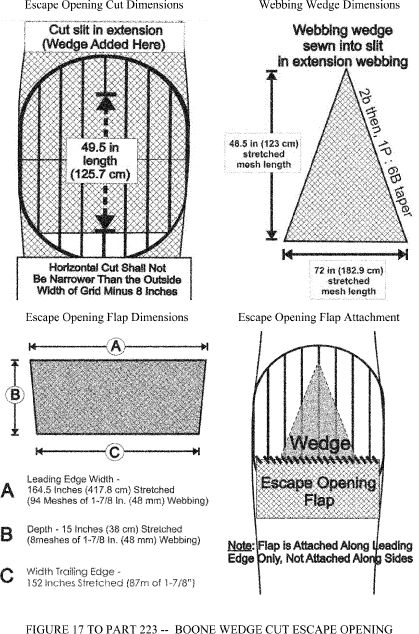 Escape Opening Cut Dimensions
Cut slit in extension
(Wedge Added Here)
49.5 in
length
(125.7 cm)
Horizontal Cut Shall Not
Be Narrower Than the Outside
Width of Grid Minus 8 Inches
Webbing Wedge Dimensions
Webbing wedge
sewn into slit
in extension webbing
48.5 in (123 cm)
stretched
mesh length
2b then, 1P : 6B taper
72 in (182.9 cm)
stretched
mesh length
Escape Opening Flap Dimensions
A
B
C
A
Leading Edge Width -
164.5 Inches (417.8 cm) Stretched
(94 Meshes of 1-7/8 In. (48 mm) Webbing)
B
Depth - 15 Inches (38 cm) Stretched
(8meshes of 1-7/8 In. (48 mm) Webbing)
C
Width Trailing Edge -
152 Inches Stretched (87m of 1-7/8")
Escape Opening Flap Attachment
Wedge
Escape Opening
Flap
Note: Flap is Attached Along Leading
Edge Only, Not Attached Along Sides
FIGURE 17 TO PART 223 -- BOONE WEDGE CUT ESCAPE OPENING